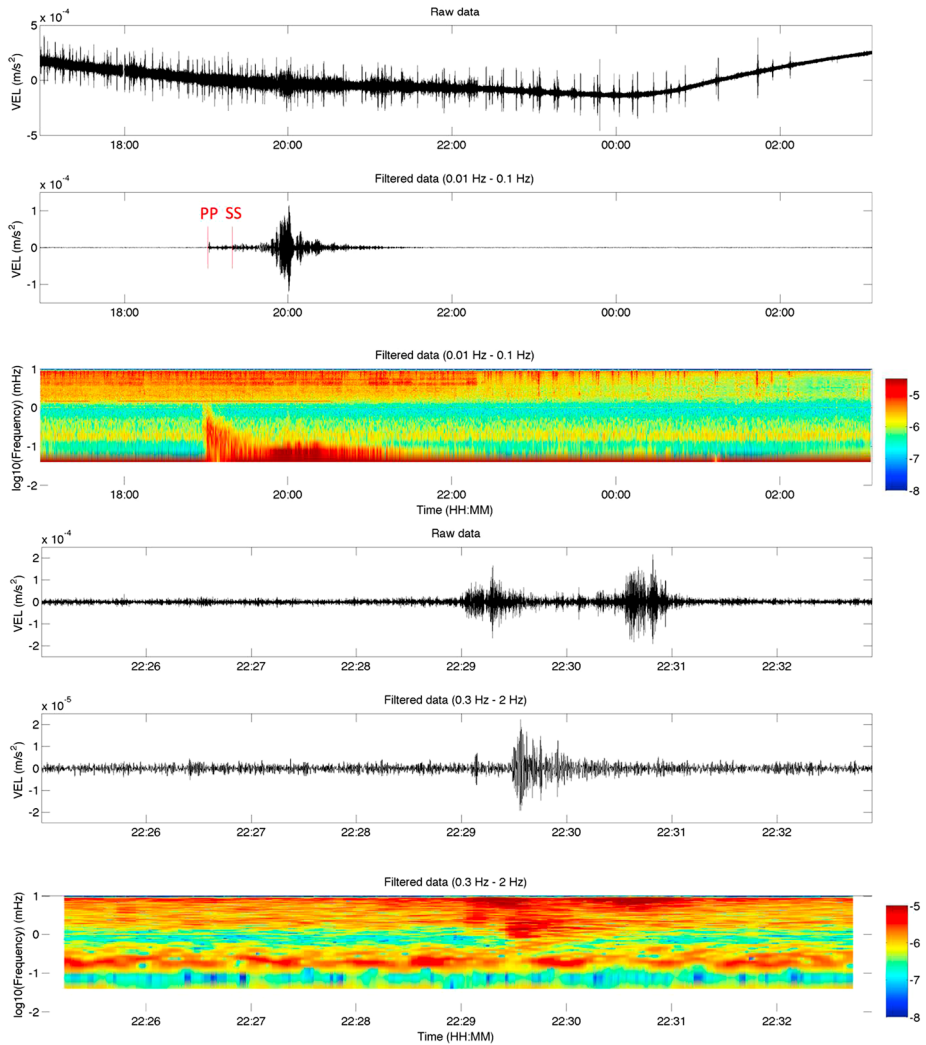 Raw data
x 10^-4
5
0
-5
VEL (m/s^2)
18:00 20:00 22:00 00:00 02:00
Filtered data (0.01 Hz - 0.1 Hz)
x 10^-4
1
0
-1
VEL (m/s^2)
PP SS
18:00 20:00 22:00 00:00 02:00
Filtered data (0.01 Hz - 0.1 Hz)
1
0
-1
-2
log10(Frequency) (mHz)
-5
-6
-7
-8
18:00 20:00 22:00 00:00 02:00
Time (HH:MM)
Raw data
x 10^-4
2
1
0
-1
-2
VEL (m/s^2)
22:26 22:27 22:28 22:29 22:30 22:31 22:32
Filtered data (0.3 Hz - 2 Hz)
x 10^-5
2
1
0
-1
-2
VEL (m/s^2)
22:26 22:27 22:28 22:29 22:30 22:31 22:32
Filtered data (0.3 Hz - 2 Hz)
1
0
-1
-2
log10(Frequency) (mHz)
-5
-6
-7
-8
22:26 22:27 22:28 22:29 22:30 22:31 22:32
Time (HH:MM)